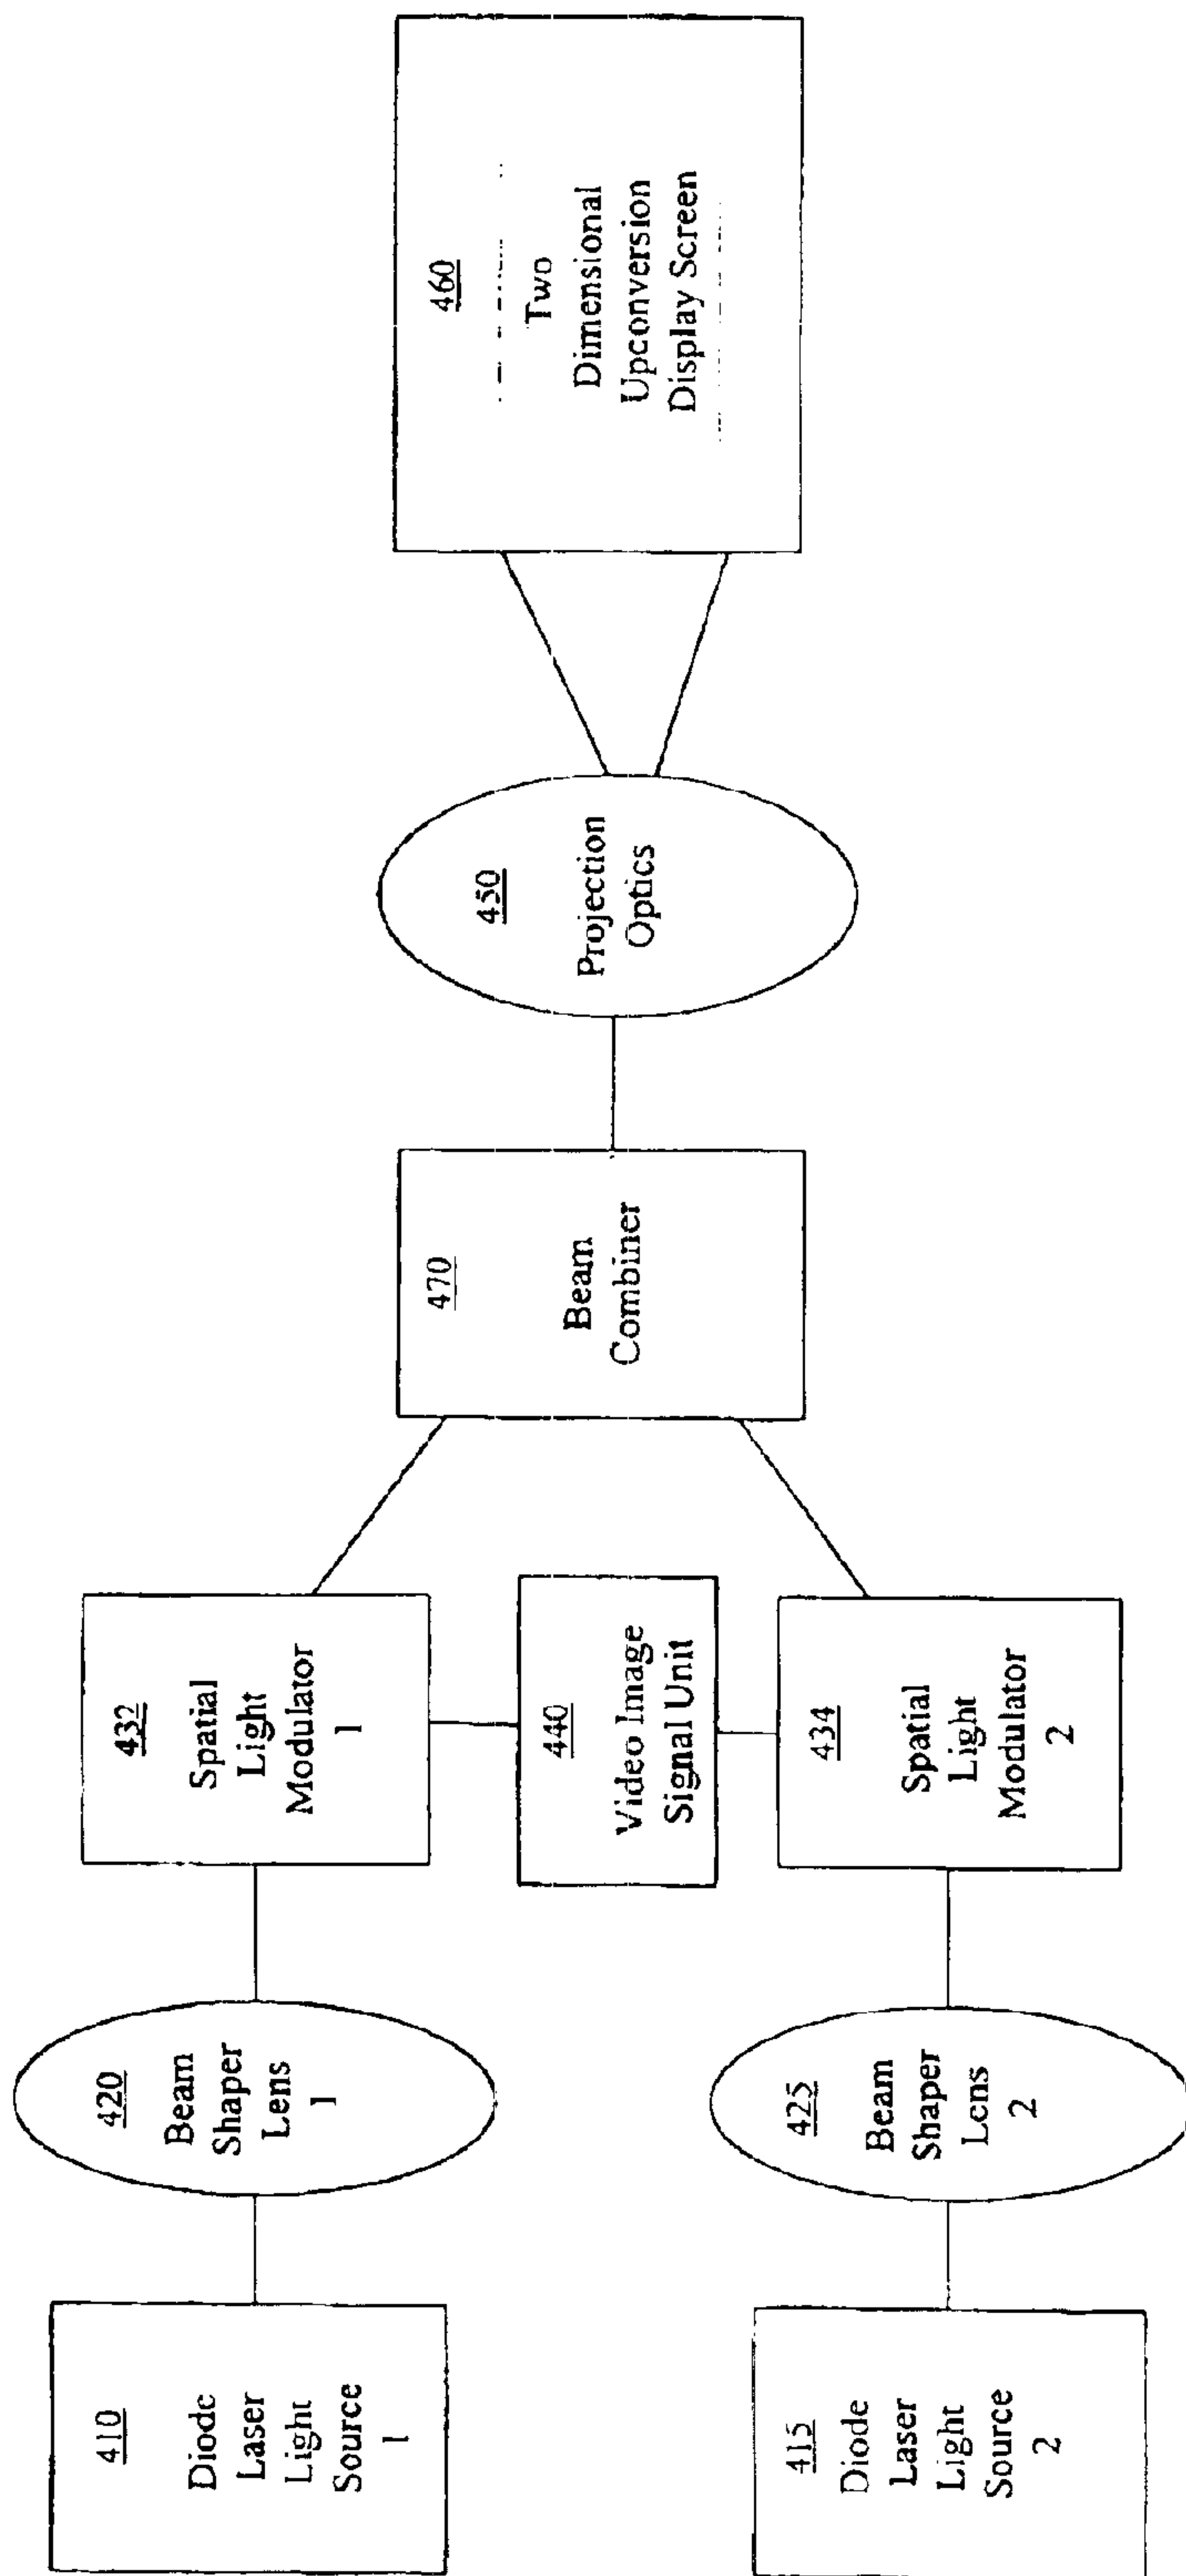 410
Diode
Laser
Light
Source
1
420
Beam
Shaper
Lens
1
432
Spatial
Light
Modulator
1
440
Video Image
Signal Unit
415
Diode
Laser
Light
Source
2
425
Beam
Shaper
Lens
2
434
Spatial
Light
Modulator
2
470
Beam
Combiner
450
Projection
Optics
460
Two
Dimensional
Upconversion
Display Screen